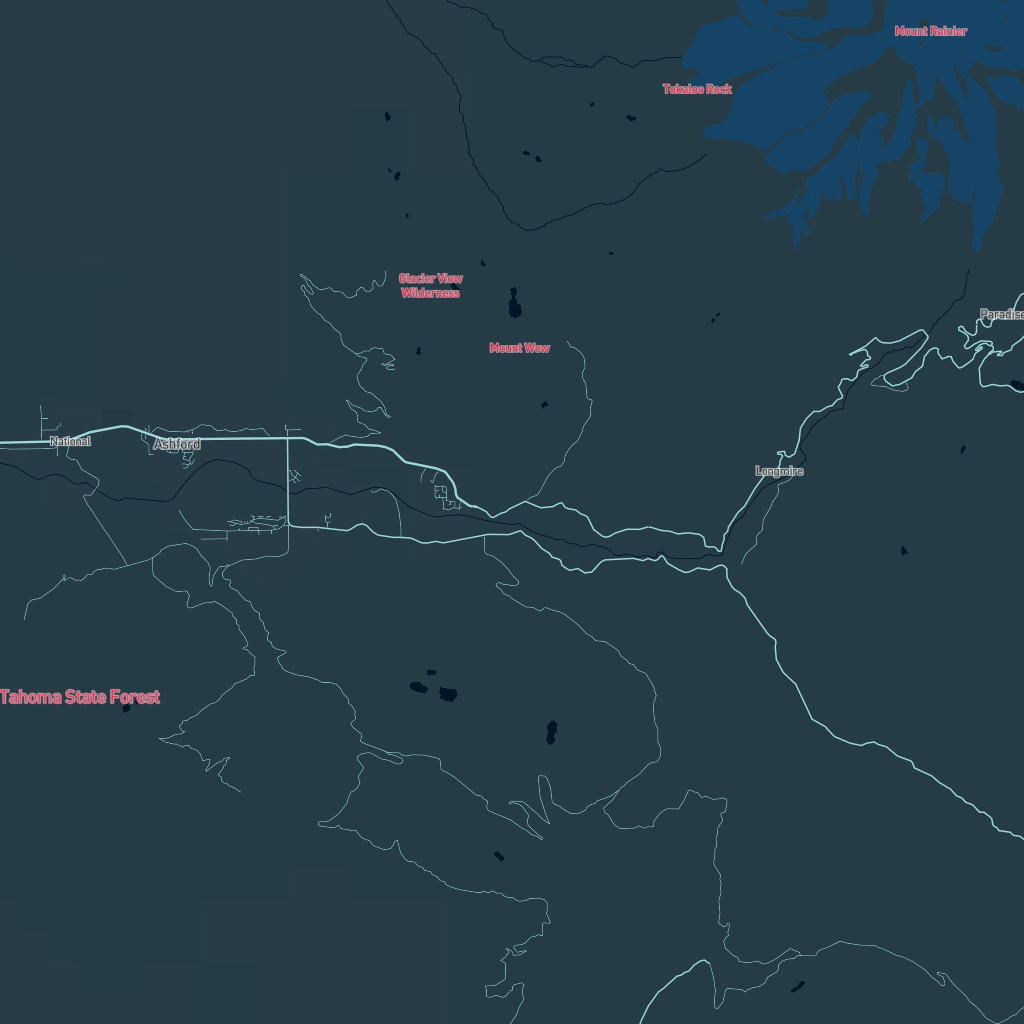 Mount Rainier
Tokaloo Rock
Glacier View
Wilderness
Paradise
Mount Wow
National
Ashford
Longmire
Tahoma State Forest